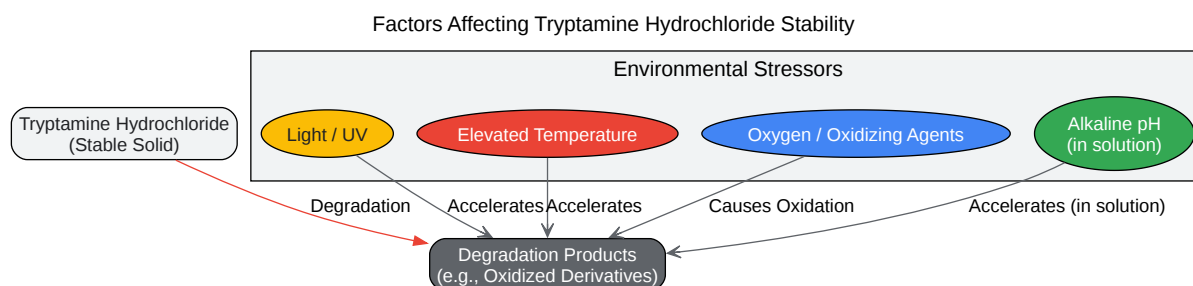 Factors Affecting Tryptamine Hydrochloride Stability
Environmental Stressors
Tryptamine Hydrochloride
(Stable Solid)
Light / UV
Elevated Temperature
Oxygen / Oxidizing Agents
Alkaline pH
(in solution)
Degradation
Accelerates
Accelerates
Causes Oxidation
Accelerates (in solution)
Degradation Products
(e.g., Oxidized Derivatives)